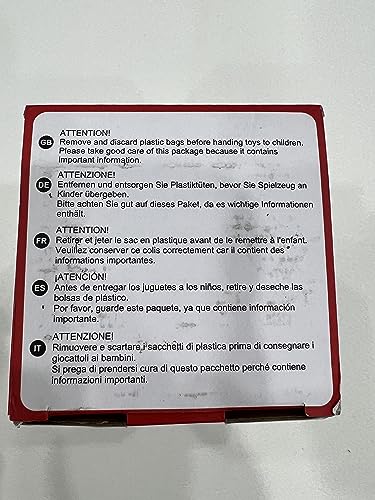 ATTENTION!
GB Remove and discard plastic bags before handing toys to children.
Please take good care of this package because it contains
important information.
ATTENZIONE!
DE Entfernen und entsorgen Sie Plastiktüten, bevor Sie Spielzeug an
Kinder übergeben.
Bitte achten Sie gut auf dieses Paket, da es wichtige Informationen
enthält.
ATTENTION!
FR Retirer et jeter le sac en plastique avant de le remettre à l'enfant.
Veuillez conserver ce colis correctement car il contient des
informations importantes.
¡ATENCIÓN!
ES Antes de entregar los juguetes a los niños, retire y deseche las
bolsas de plástico.
Por favor, guarde este paquete, ya que contiene información
importante.
ATTENZIONE!
IT Rimuovere e scartare i sacchetti di plastica prima di consegnare i
giocattoli ai bambini.
Si prega di prendersi cura di questo pacchetto perché contiene
informazioni importanti.